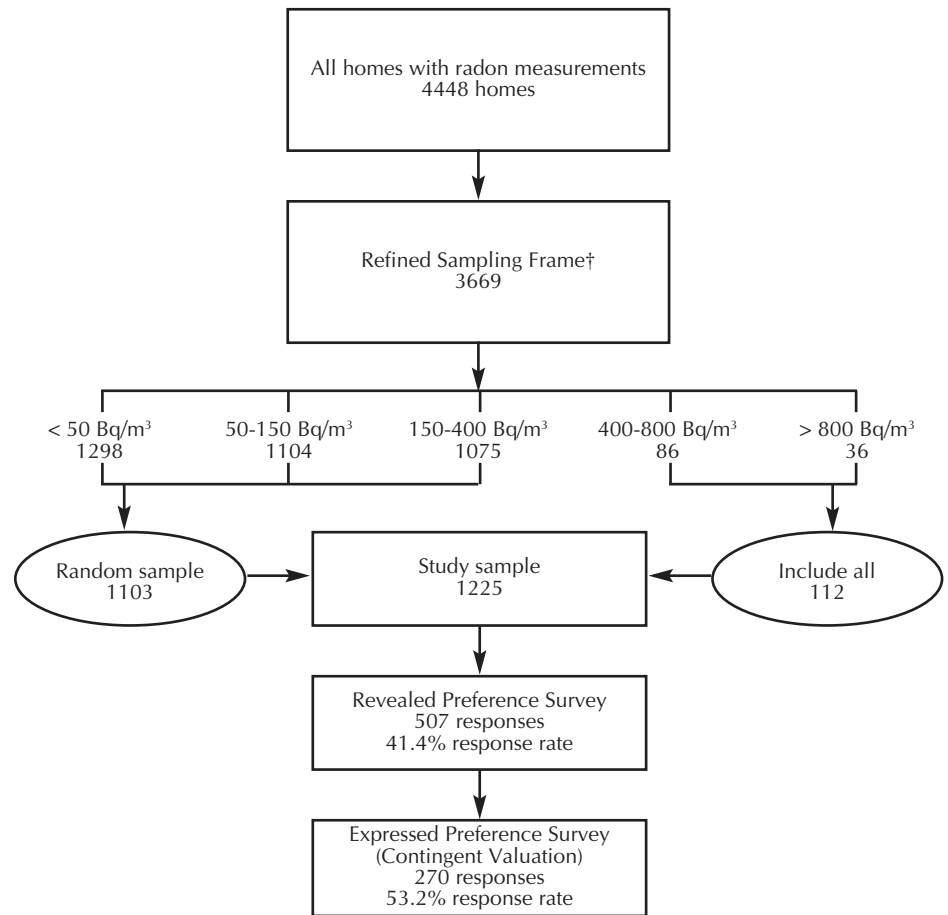 All homes with radon measurements
4448 homes
Refined Sampling Frame†
3669
< 50 Bq/m³
1298
50-150 Bq/m³
1104
150-400 Bq/m³
1075
400-800 Bq/m³
86
> 800 Bq/m³
36
Random sample
1103
Study sample
1225
Include all
112
Revealed Preference Survey
507 responses
41.4% response rate
Expressed Preference Survey
(Contingent Valuation)
270 responses
53.2% response rate